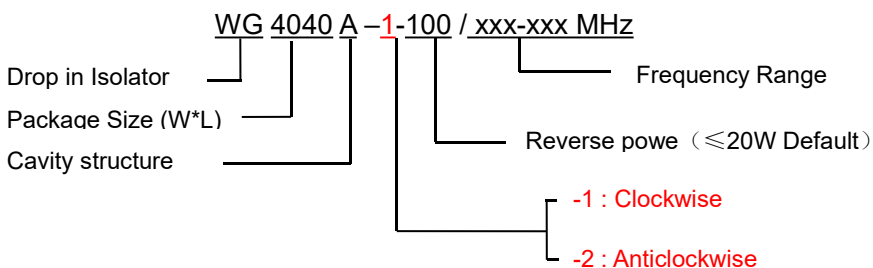 WG 4040 A –1-100 / xxx-xxx MHz
Drop in Isolator
Frequency Range
Package Size (W*L)
Reverse powe（≤20W Default）
Cavity structure
-1 : Clockwise
-2 : Anticlockwise